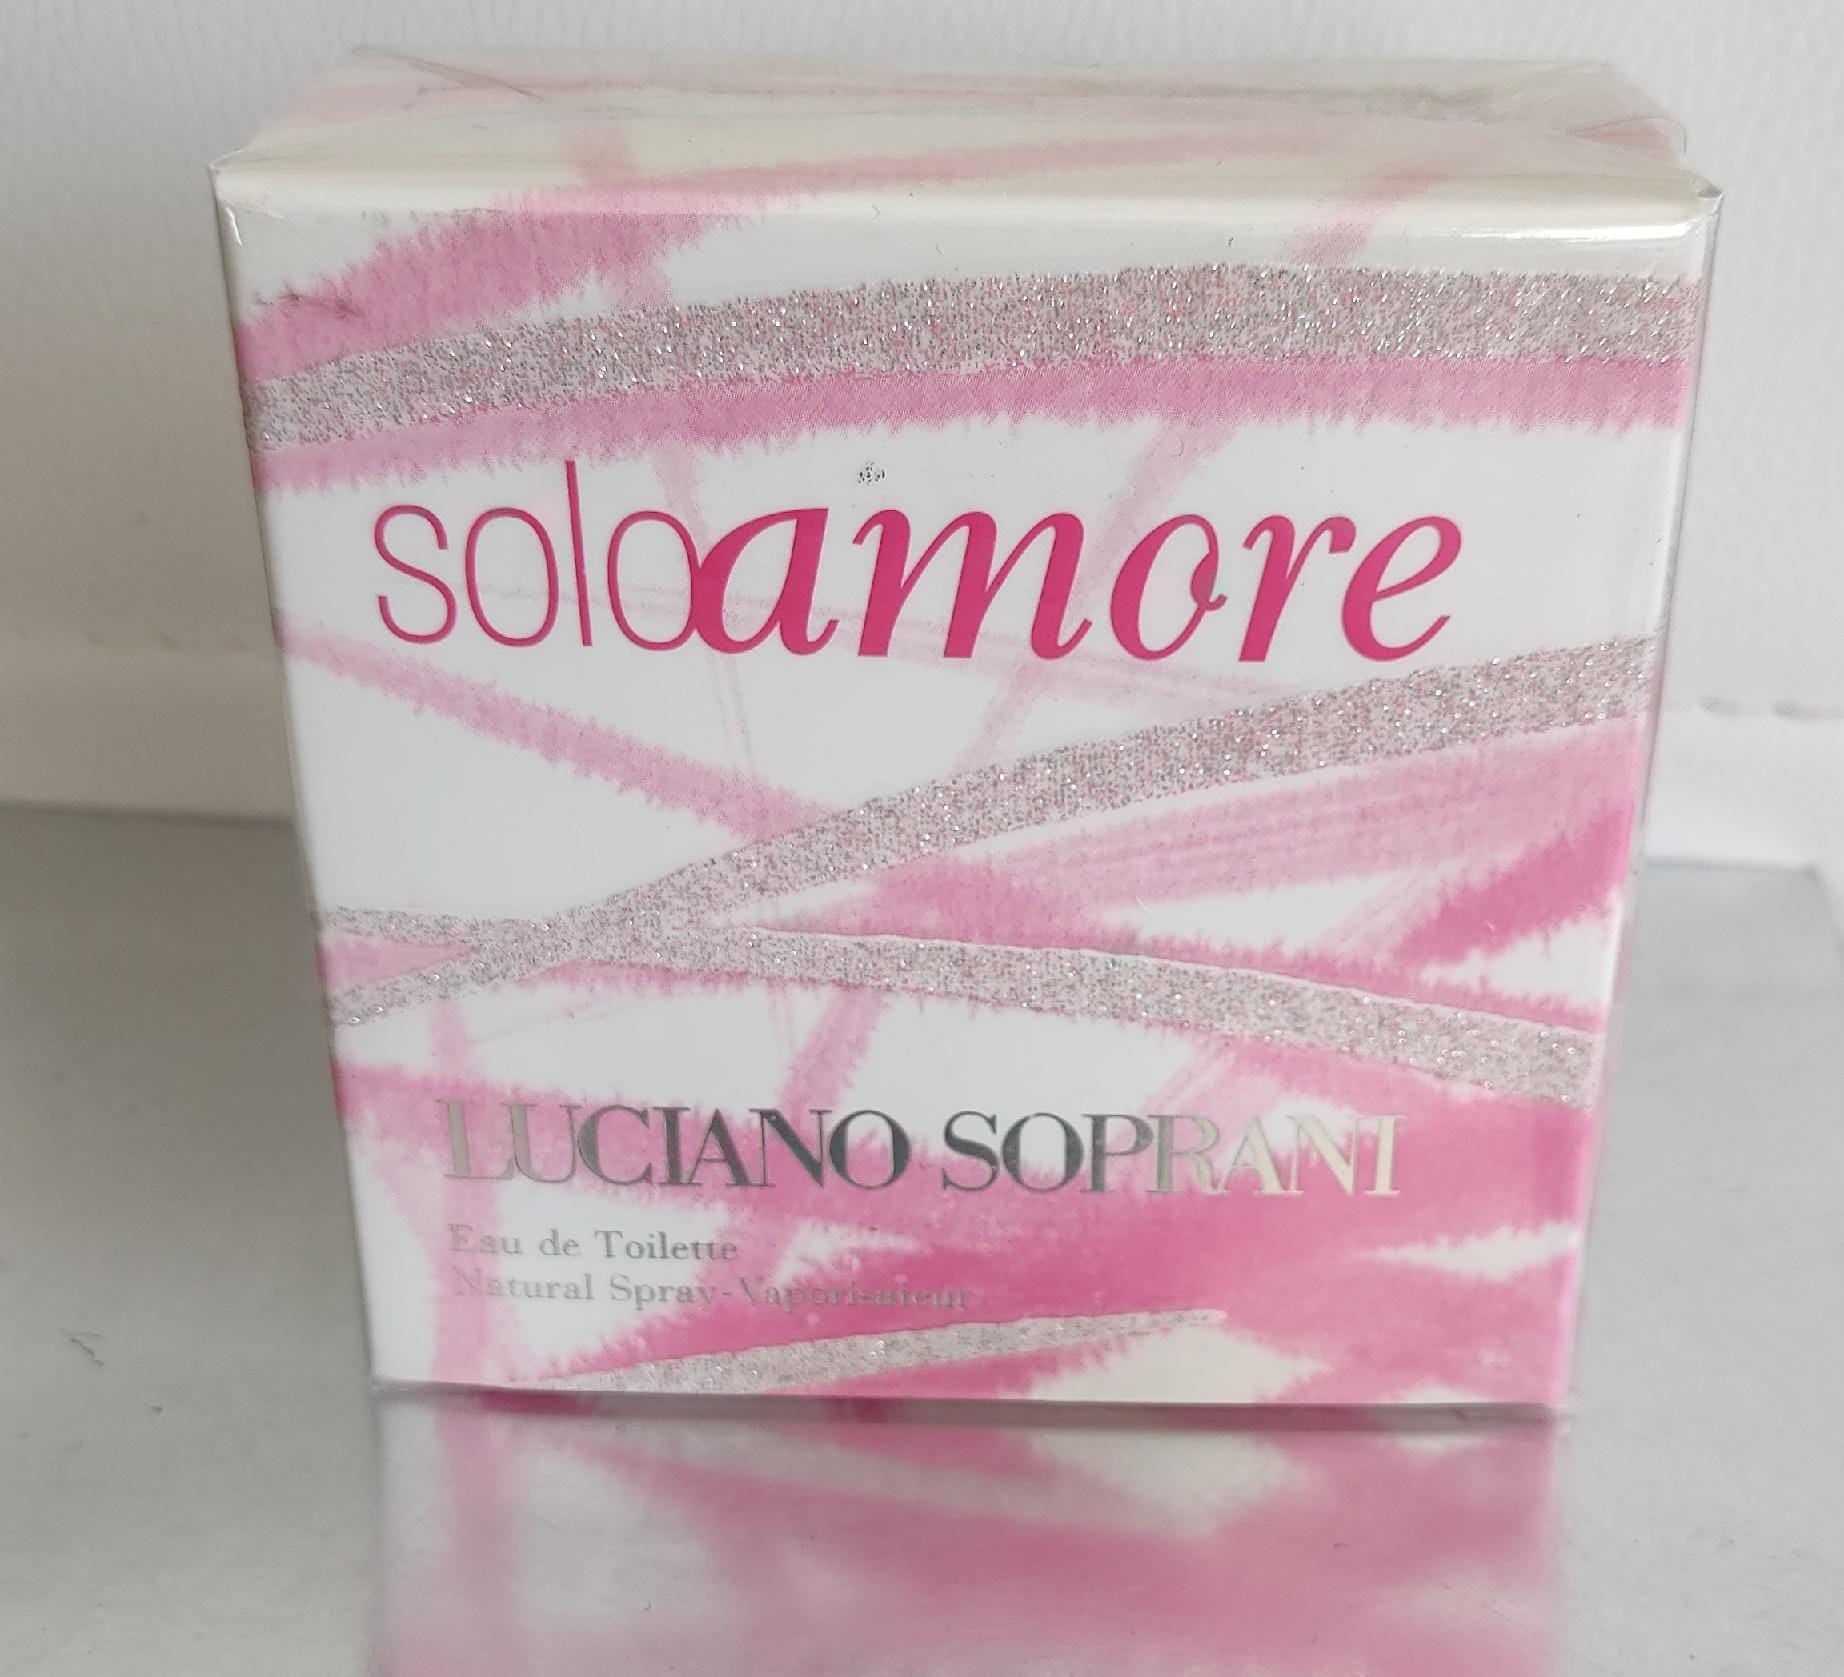 soloamore
LUCIANO SOPRANI
Eau de Toilette
Natural Spray-Vaporisateur